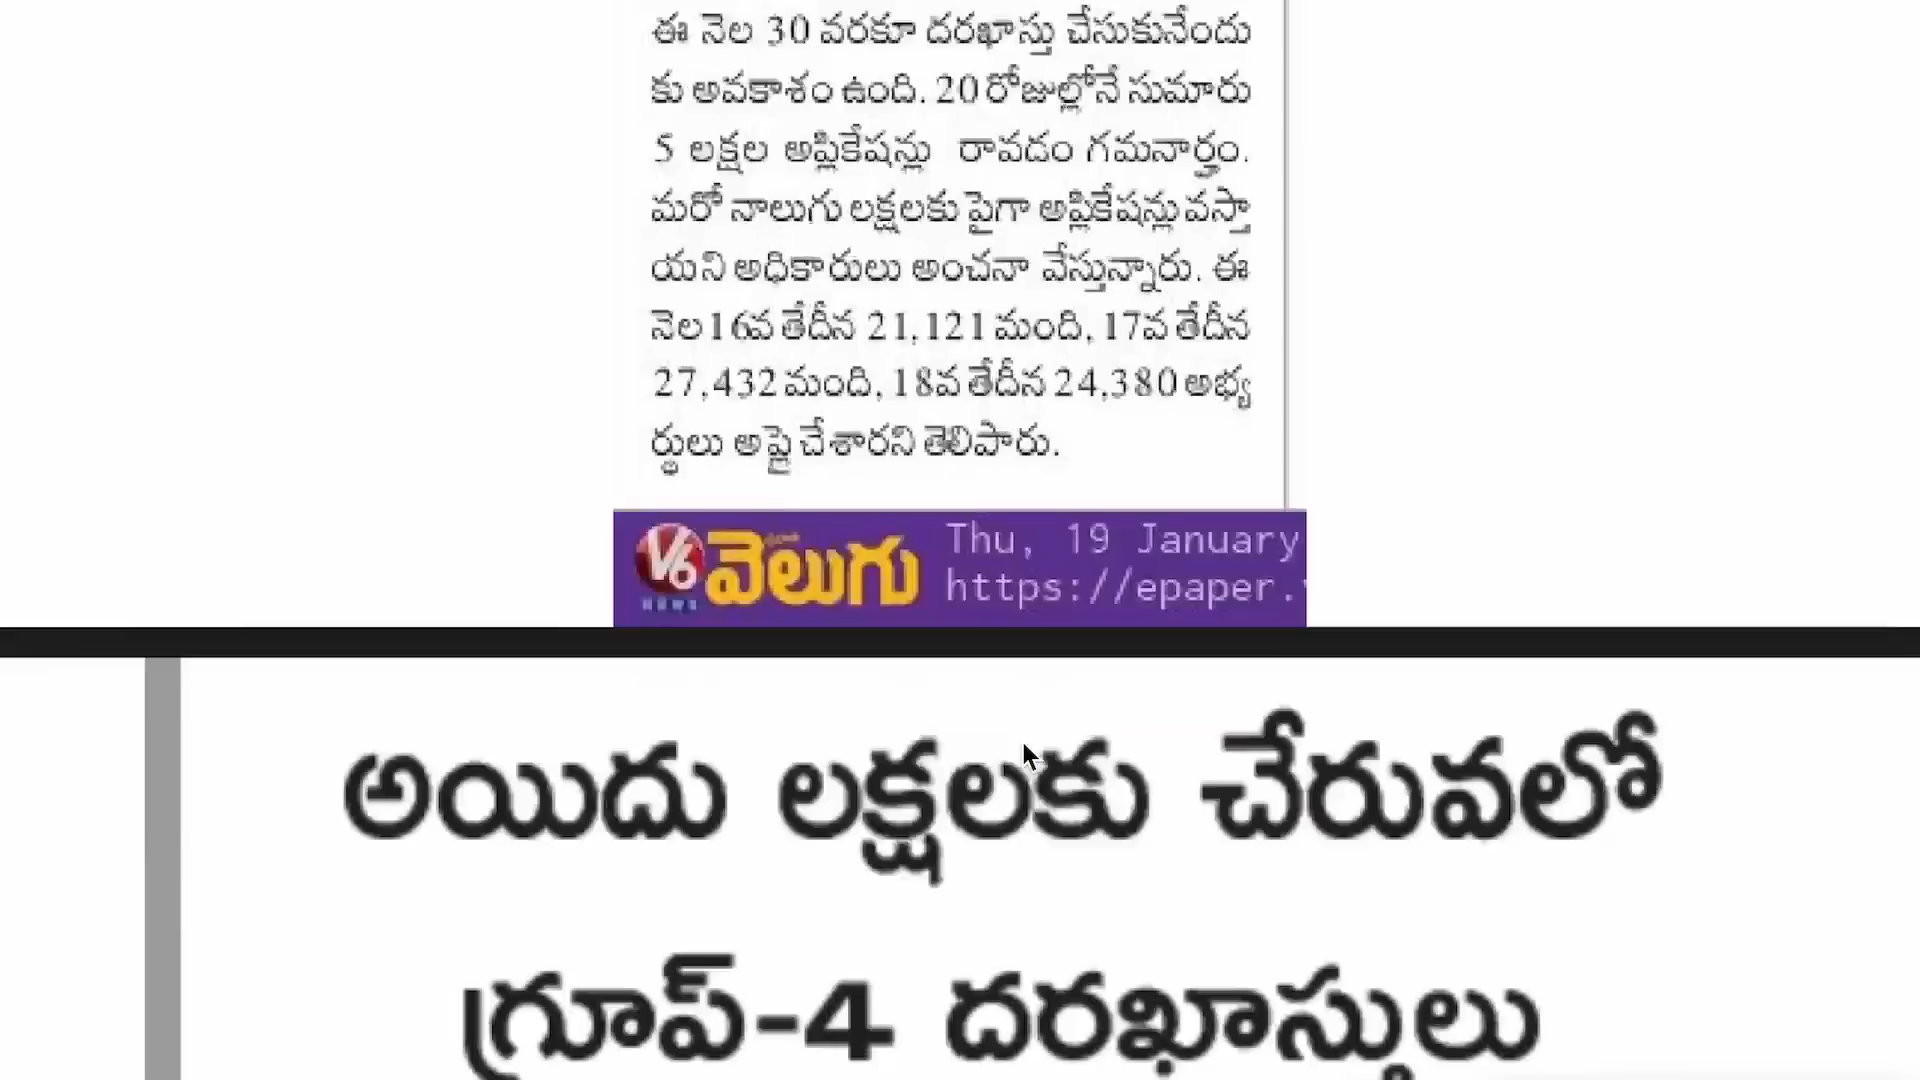 ఈ నెల 30 వరకూ దరఖాస్తు చేసుకునేందు
కు అవకాశం ఉంది. 20 రోజుల్లోనే సుమారు
5 లక్షల అప్లికేషన్లు రావడం గమనార్హం.
మరో నాలుగు లక్షలకు పైగా అప్లికేషన్లు వస్తా
యని అధికారులు అంచనా వేస్తున్నారు. ఈ
నెల 16వ తేదీన 21,121 మంది, 17వ తేదీన
27,432 మంది, 18వ తేదీన 24,380 అభ్య
ర్థులు అప్లై చేశారని తెలిపారు.
V6 వెలుగు
NEWS
Thu, 19 January
https://epaper.
అయిదు లక్షలకు చేరువలో
గ్రూప్-4 దరఖాస్తులు